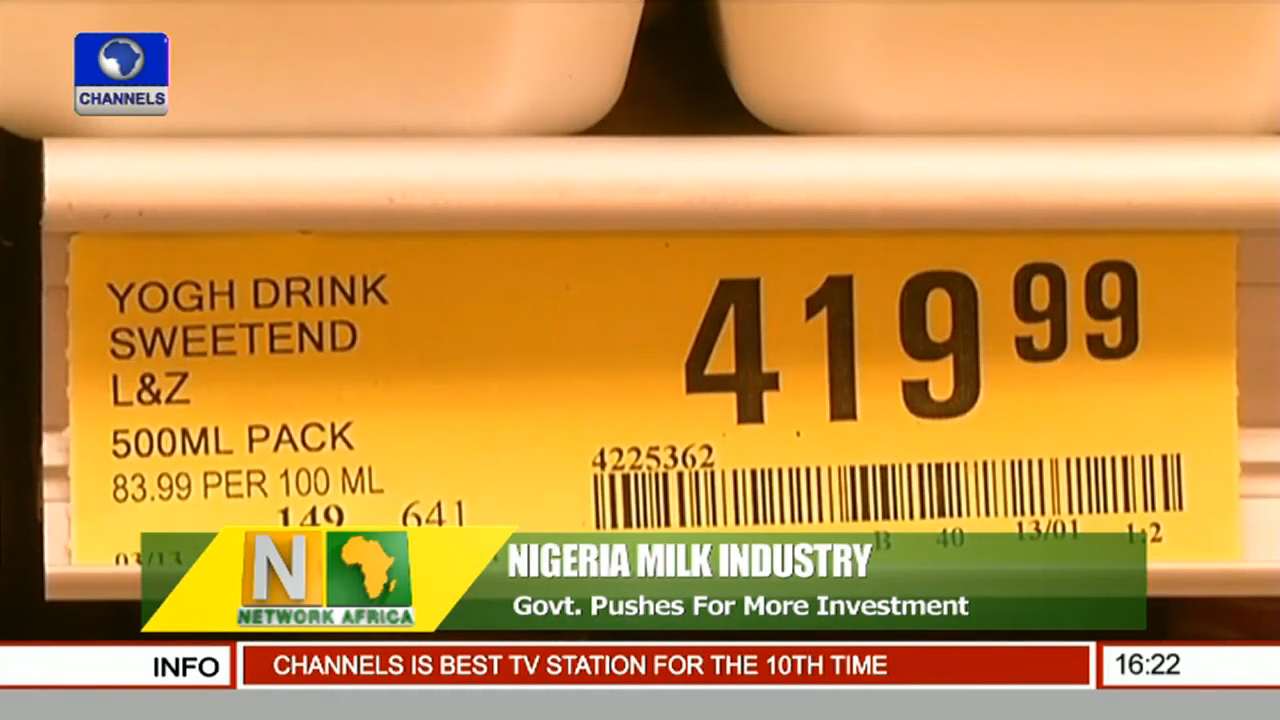 CHANNELS
YOGH DRINK
SWEETEND
L&Z
500ML PACK
83.99 PER 100 ML
149 641
03/13
419 99
4225362
B 40 13/01 1:2
N
NETWORK AFRICA
NIGERIA MILK INDUSTRY
Govt. Pushes For More Investment
INFO
CHANNELS IS BEST TV STATION FOR THE 10TH TIME
16:22